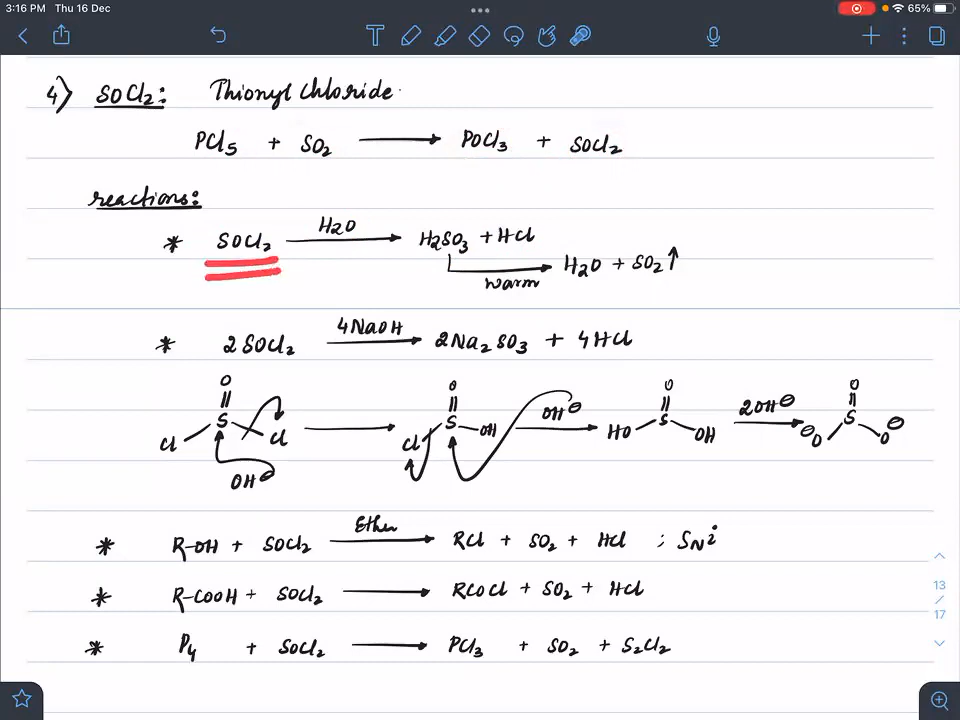 3:16 PM Thu 16 Dec
65%
4) SOCl2: Thionyl chloride
PCl5 + SO2 ⟶ POCl3 + SOCl2
reactions:
* SOCl2 —H2O→ H2SO3 + HCl
warm→ H2O + SO2↑
* 2SOCl2 —4NaOH→ 2Na2SO3 + 4HCl
O O O O
Cl S Cl ⟶ Cl S OH —OH⊖→ HO S OH —2OH⊖→ ⊖O S O⊖
OH⊖
* R-OH + SOCl2 —Ether→ RCl + SO2 + HCl ; SNi
* R-COOH + SOCl2 ⟶ RCOCl + SO2 + HCl
* P4 + SOCl2 ⟶ PCl3 + SO2 + S2Cl2
13
/
17